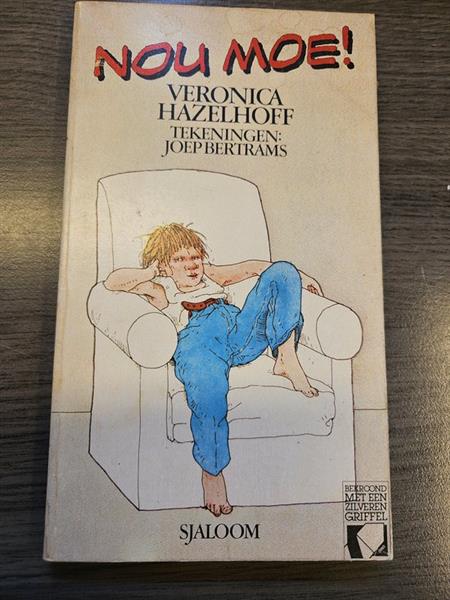 NOU MOE!
VERONICA
HAZELHOFF
TEKENINGEN:
JOEP BERTRAMS
BEKROOND
MET EEN
ZILVEREN
GRIFFEL
SJALOOM